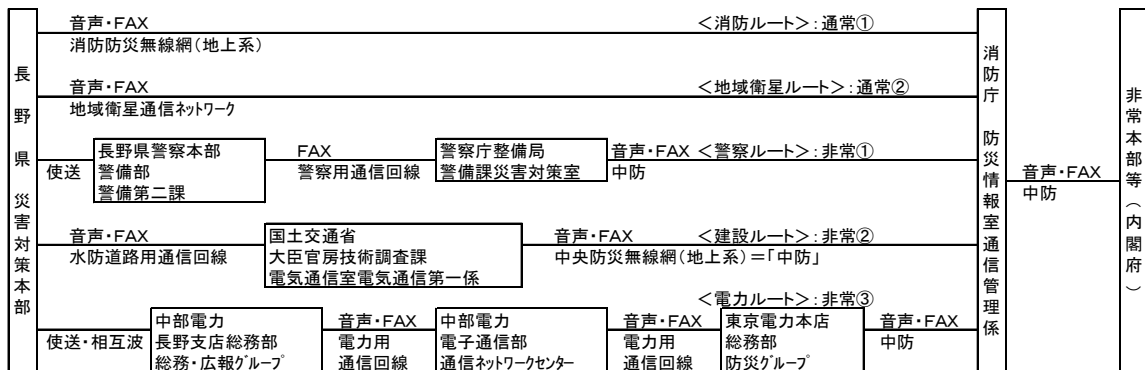 長野県災害対策本部
音声・FAX
<消防ルート>:通常①
消防防災無線網(地上系)
音声・FAX
<地域衛星ルート>:通常②
地域衛星通信ネットワーク
使送
長野県警察本部
警備部
警備第二課
FAX
警察用通信回線
警察庁整備局
警備課災害対策室
音声・FAX <警察ルート>:非常①
中防
音声・FAX
水防道路用通信回線
国土交通省
大臣官房技術調査課
電気通信室電気通信第一係
音声・FAX <建設ルート>:非常②
中央防災無線網(地上系)=「中防」
<電力ルート>:非常③
使送・相互波
中部電力
長野支店総務部
総務・広報グループ
音声・FAX
電力用
通信回線
中部電力
電子通信部
通信ネットワークセンター
音声・FAX
電力用
通信回線
東京電力本店
総務部
防災グループ
音声・FAX
中防
消防庁 防災情報室通信管理係
音声・FAX
中防
非常本部等(内閣府)